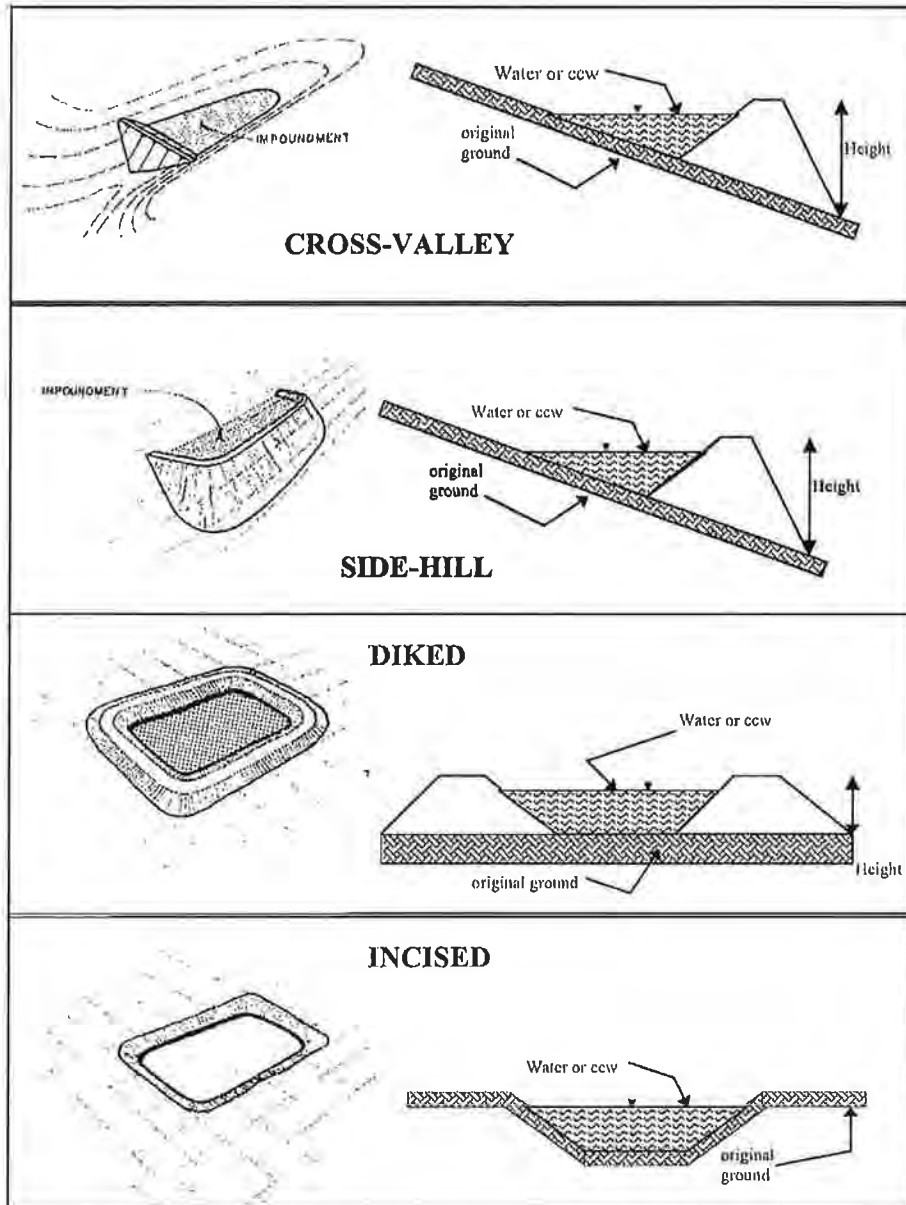 Water or ccw
IMPOUNDMENT
original
ground
Height
CROSS-VALLEY
IMPOUNDMENT
Water or ccw
original
ground
Height
SIDE-HILL
DIKED
Water or ccw
Height
original ground
INCISED
Water or ccw
original
ground